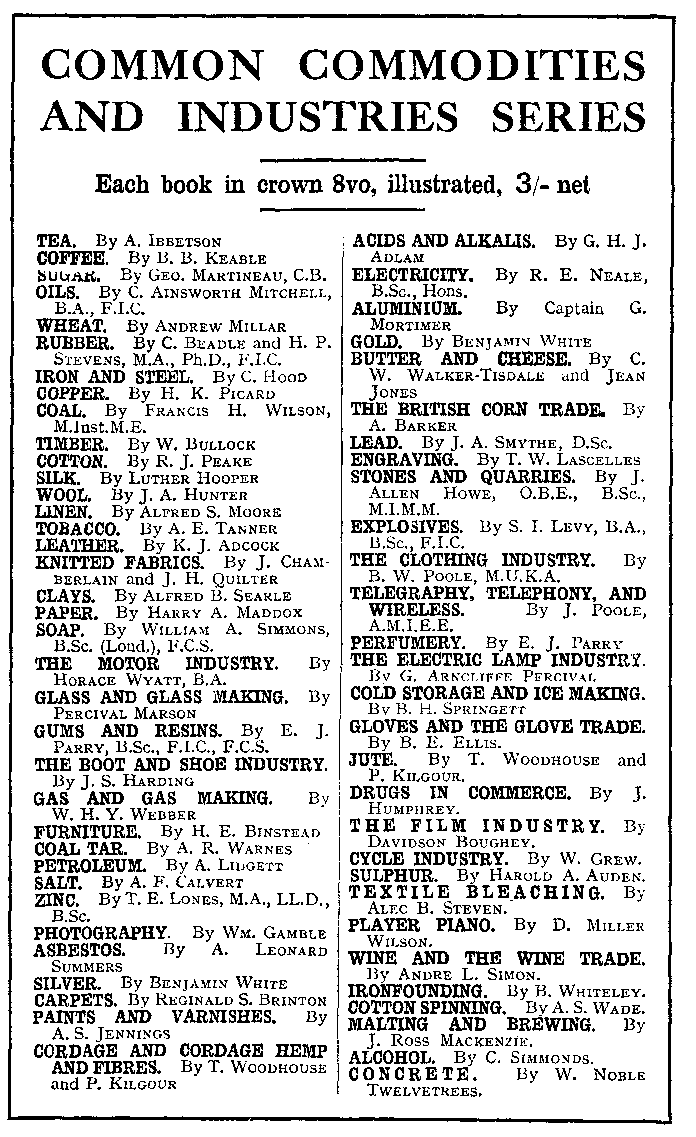 COMMON COMMODITIES
AND INDUSTRIES SERIES
Each book in crown 8vo, illustrated, 3/- net
TEA. By A. IBBETSON
COFFEE. By B. B. KEABLE
SUGAR. By GEO. MARTINEAU, C.B.
OILS. By C. AINSWORTH MITCHELL,
B.A., F.I.C.
WHEAT. By ANDREW MILLAR
RUBBER. By C. BEADLE and H. P.
STEVENS, M.A., Ph.D., F.I.C.
IRON AND STEEL. By C. HOOD
COPPER. By H. K. PICARD
COAL. By FRANCIS H. WILSON,
M.Inst.M.E.
TIMBER. By W. BULLOCK
COTTON. By R. J. PEAKE
SILK. By LUTHER HOOPER
WOOL. By J. A. HUNTER
LINEN. By ALFRED S. MOORE
TOBACCO. By A. E. TANNER
LEATHER. By K. J. ADCOCK
KNITTED FABRICS. By J. CHAM-
BERLAIN and J. H. QUILTER
CLAYS. By ALFRED B. SEARLE
PAPER. By HARRY A. MADDOX
SOAP. By WILLIAM A. SIMMONS,
B.Sc. (Lond.), F.C.S.
THE MOTOR INDUSTRY. By
HORACE WYATT, B.A.
GLASS AND GLASS MAKING. By
PERCIVAL MARSON
GUMS AND RESINS. By E. J.
PARRY, B.Sc., F.I.C., F.C.S.
THE BOOT AND SHOE INDUSTRY.
By J. S. HARDING
GAS AND GAS MAKING. By
W. H. Y. WEBBER
FURNITURE. By H. E. BINSTEAD
COAL TAR. By A. R. WARNES
PETROLEUM. By A. LIDGETT
SALT. By A. F. CALVERT
ZINC. By T. E. LONES, M.A., LL.D.,
B.Sc.
PHOTOGRAPHY. By WM. GAMBLE
ASBESTOS. By A. LEONARD
SUMMERS
SILVER. By BENJAMIN WHITE
CARPETS. By REGINALD S. BRINTON
PAINTS AND VARNISHES. By
A. S. JENNINGS
CORDAGE AND CORDAGE HEMP
AND FIBRES. By T. WOODHOUSE
and P. KILGOUR
ACIDS AND ALKALIS. By G. H. J.
ADLAM
ELECTRICITY. By R. E. NEALE,
B.Sc., Hons.
ALUMINIUM. By Captain G.
MORTIMER
GOLD. By BENJAMIN WHITE
BUTTER AND CHEESE. By C.
W. WALKER-TISDALE and JEAN
JONES
THE BRITISH CORN TRADE. By
A. BARKER
LEAD. By J. A. SMYTHE, D.Sc.
ENGRAVING. By T. W. LASCELLES
STONES AND QUARRIES. By J.
ALLEN HOWE, O.B.E., B.Sc.,
M.I.M.M.
EXPLOSIVES. By S. I. LEVY, B.A.,
B.Sc., F.I.C.
THE CLOTHING INDUSTRY. By
B. W. POOLE, M.U.K.A.
TELEGRAPHY, TELEPHONY, AND
WIRELESS. By J. POOLE,
A.M.I.E.E.
PERFUMERY. By E. J. PARRY
THE ELECTRIC LAMP INDUSTRY.
By G. ARNCLIFFE PERCIVAL
COLD STORAGE AND ICE MAKING.
By B. H. SPRINGETT
GLOVES AND THE GLOVE TRADE.
By B. E. ELLIS.
JUTE. By T. WOODHOUSE and
P. KILGOUR.
DRUGS IN COMMERCE. By J.
HUMPHREY.
THE FILM INDUSTRY. By
DAVIDSON BOUGHEY.
CYCLE INDUSTRY. By W. GREW.
SULPHUR. By HAROLD A. AUDEN.
TEXTILE BLEACHING. By
ALEC B. STEVEN.
PLAYER PIANO. By D. MILLER
WILSON.
WINE AND THE WINE TRADE.
By ANDRE L. SIMON.
IRONFOUNDING. By B. WHITELEY.
COTTON SPINNING. By A. S. WADE.
MALTING AND BREWING. By
J. ROSS MACKENZIE.
ALCOHOL. By C. SIMMONDS.
CONCRETE. By W. NOBLE
TWELVETREES.